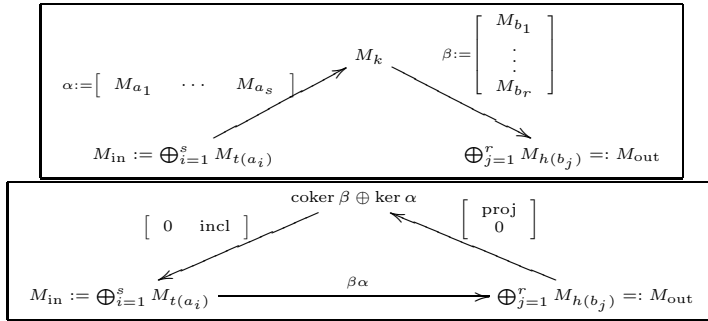 M_k
α:=[ M_{a_1} ⋯ M_{a_s} ]
β:=[ M_{b_1} ⋮ M_{b_r} ]
M_in := ⊕_{i=1}^s M_{t(a_i)}
⊕_{j=1}^r M_{h(b_j)} =: M_out
coker β ⊕ ker α
[ 0 incl ]
[ proj 0 ]
βα
M_in := ⊕_{i=1}^s M_{t(a_i)}
⊕_{j=1}^r M_{h(b_j)} =: M_out